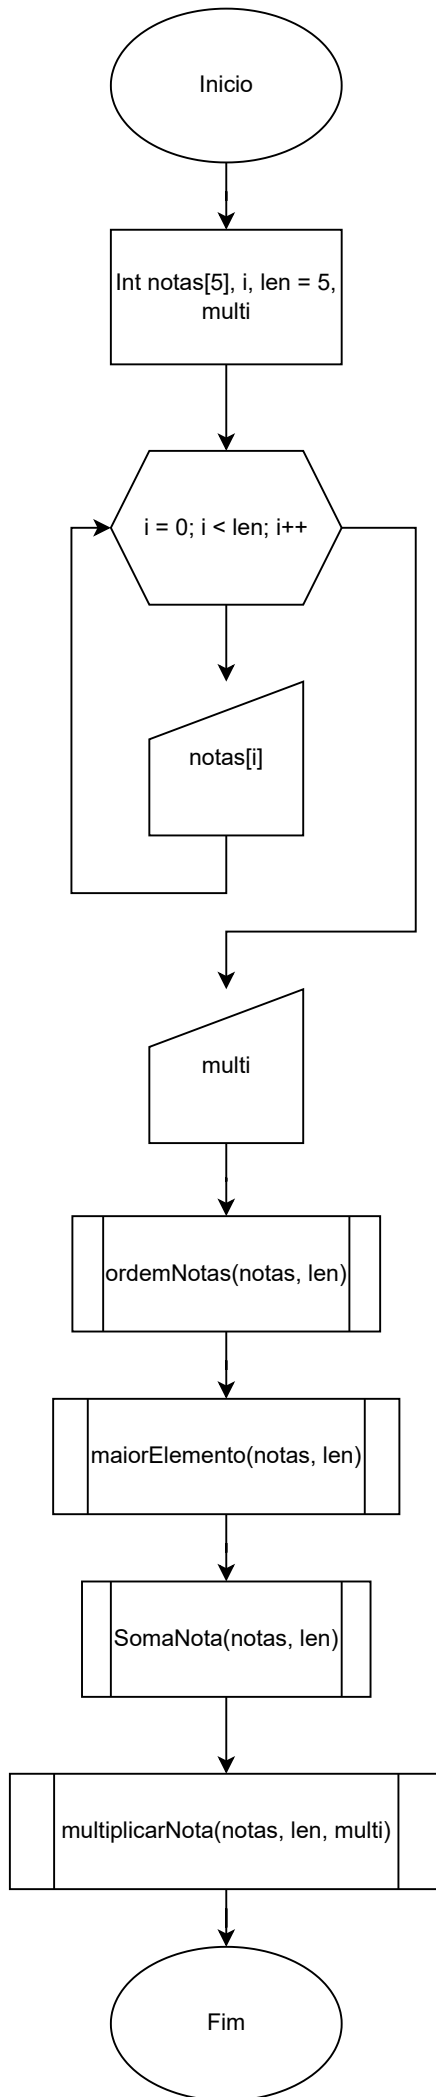 Inicio
Int notas[5], i, len = 5,
multi
i = 0; i < len; i++
notas[i]
multi
ordemNotas(notas, len)
maiorElemento(notas, len)
SomaNota(notas, len)
multiplicarNota(notas, len, multi)
Fim